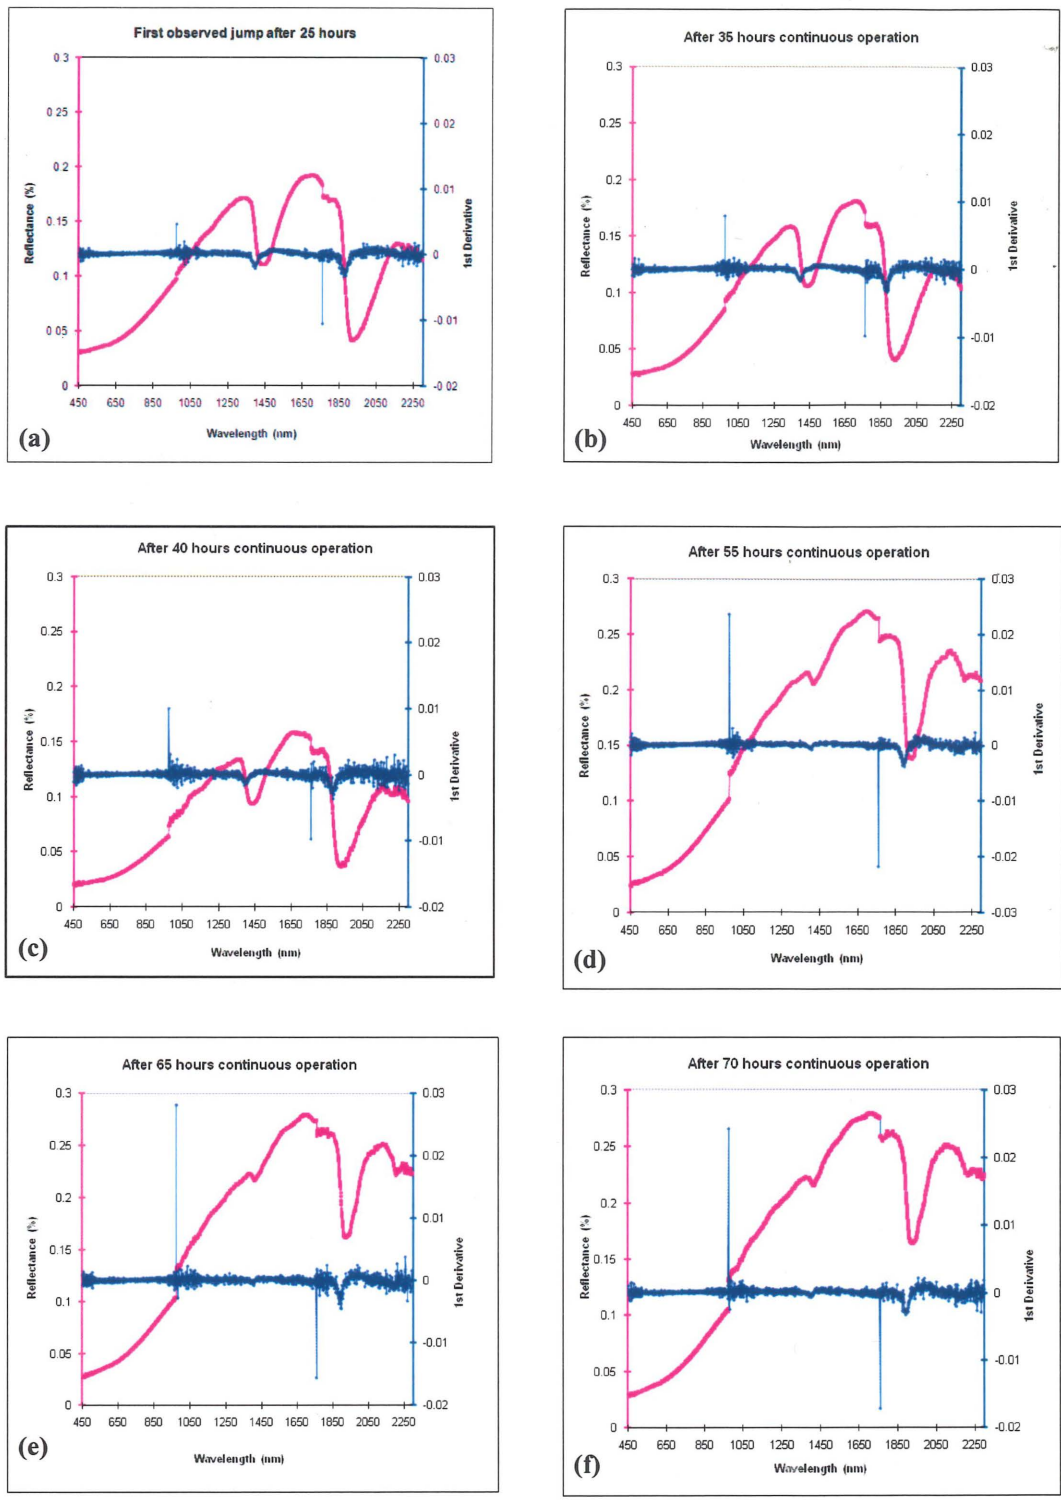 First observed jump after 25 hours
0.3
0 25
0.2
0.15
0.1
0 05
0
Reflectance (%)
0.03
0 02
0.01
0
-0 01
-0 02
1st Derivative
450 650 850 1050 1250 1450 1650 1850 2050 2250
Wavelength (nm)
(a)
After 35 hours continuous operation
0.3
0.25
0.2
0.15
0.1
0.05
0
Reflectance (%)
0.03
0.02
0.01
0
-0.01
-0.02
1st Derivative
450 650 850 1050 1250 1450 1650 1850 2050 2250
Wavelength (nm)
(b)
After 40 hours continuous operation
0.3
0.25
0.2
0.15
0.1
0.05
0
Reflectance (%)
0.03
0.02
0.01
0
-0.01
-0.02
1st Derivative
450 650 850 1050 1250 1450 1650 1850 2050 2250
Wavelength (nm)
(c)
After 55 hours continuous operation
0.3
0.25
0.2
0.15
0.1
0.05
0
Reflectance (%)
0.03
0.02
0.01
0
-0.01
-0.02
-0.03
1st Derivative
450 650 850 1050 1250 1450 1650 1850 2050 2250
Wavelength (nm)
(d)
After 65 hours continuous operation
0.3
0.25
0.2
0.15
0.1
0.05
0
Reflectance (%)
0.03
0.02
0.01
0
-0.01
-0.02
1st Derivative
450 650 850 1050 1250 1450 1650 1850 2050 2250
Wavelength (nm)
(e)
After 70 hours continuous operation
0.3
0.25
0.2
0.15
0.1
0.05
0
Reflectance (%)
0.03
0.02
0.01
0
-0.01
-0.02
1st Derivative
450 650 850 1050 1250 1450 1650 1850 2050 2250
Wavelength (nm)
(f)